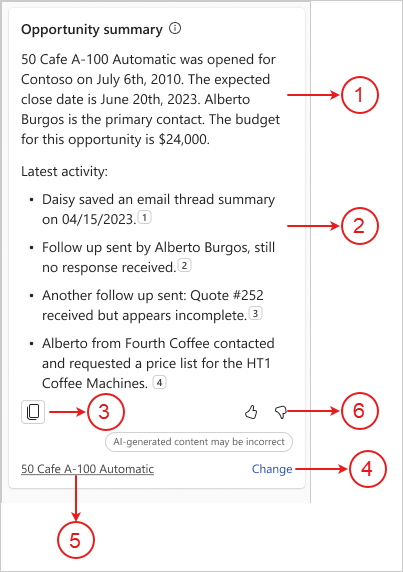 Opportunity summary
50 Cafe A-100 Automatic was opened for
Contoso on July 6th, 2010. The expected
close date is June 20th, 2023. Alberto
Burgos is the primary contact. The budget
for this opportunity is $24,000.
1
Latest activity:
• Daisy saved an email thread summary
on 04/15/2023. 1
2
• Follow up sent by Alberto Burgos, still
no response received. 2
• Another follow up sent: Quote #252
received but appears incomplete. 3
• Alberto from Fourth Coffee contacted
and requested a price list for the HT1
Coffee Machines. 4
3
6
AI-generated content may be incorrect
50 Cafe A-100 Automatic Change
4
5